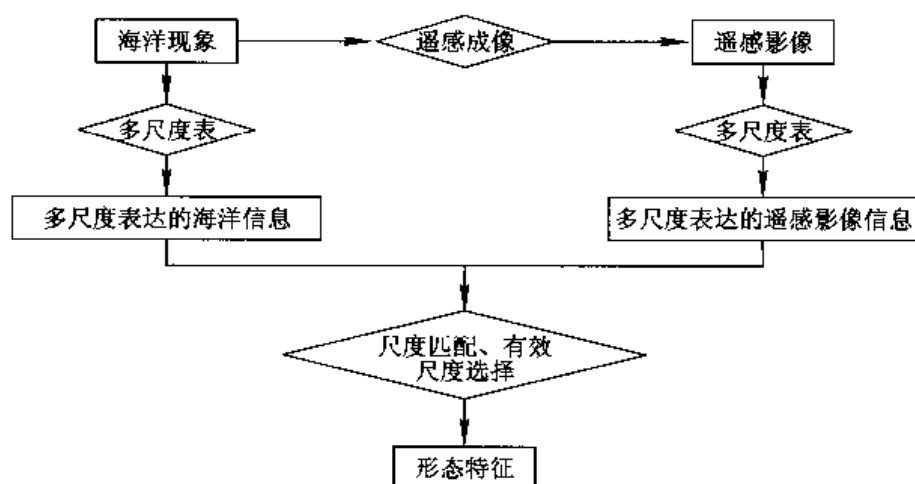 海洋现象
遥感成像
遥感影像
多尺度表
多尺度表
多尺度表达的海洋信息
多尺度表达的遥感影像信息
尺度匹配、有效
尺度选择
形态特征